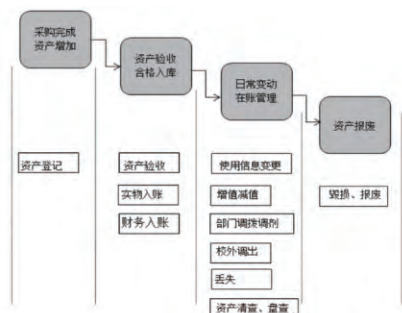 采购完成
资产增加
资产验收
合格入库
日常变动
在账管理
资产报废
资产登记
资产验收
实物入账
财务入账
使用信息变更
增值减值
部门调拨调剂
校外调出
丢失
资产清查、盘查
毁损、报废